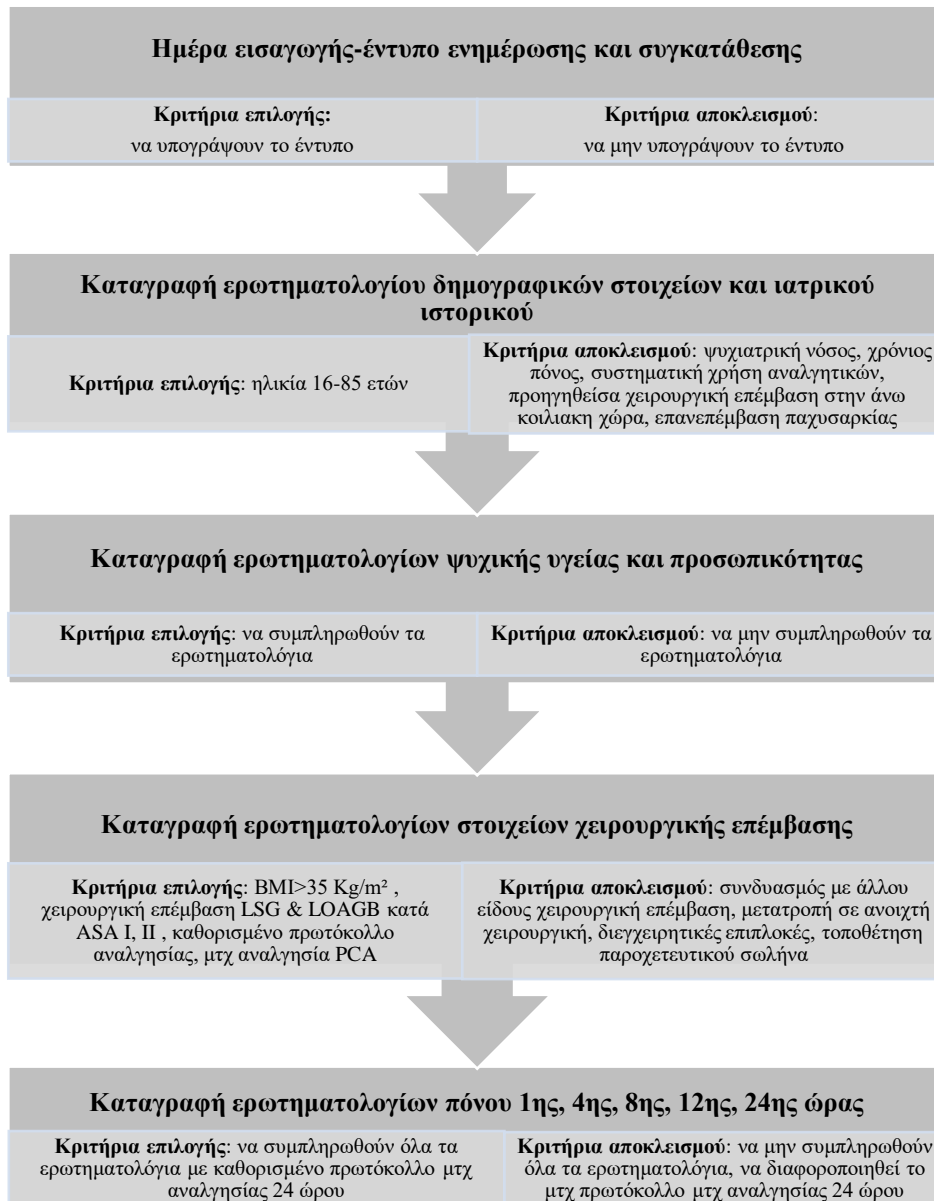 Ημέρα εισαγωγής-έντυπο ενημέρωσης και συγκατάθεσης
Κριτήρια επιλογής:
να υπογράψουν το έντυπο
Κριτήρια αποκλεισμού:
να μην υπογράψουν το έντυπο
Καταγραφή ερωτηματολογίου δημογραφικών στοιχείων και ιατρικού
ιστορικού
Κριτήρια επιλογής: ηλικία 16-85 ετών
Κριτήρια αποκλεισμού: ψυχιατρική νόσος, χρόνιος
πόνος, συστηματική χρήση αναλγητικών,
προηγηθείσα χειρουργική επέμβαση στην άνω
κοιλιακη χώρα, επανεπέμβαση παχυσαρκίας
Καταγραφή ερωτηματολογίων ψυχικής υγείας και προσωπικότητας
Κριτήρια επιλογής: να συμπληρωθούν τα
ερωτηματολόγια
Κριτήρια αποκλεισμού: να μην συμπληρωθούν τα
ερωτηματολόγια
Καταγραφή ερωτηματολογίων στοιχείων χειρουργικής επέμβασης
Κριτήρια επιλογής: BMI>35 Kg/m² ,
χειρουργική επέμβαση LSG & LOAGB κατά
ASA I, II , καθορισμένο πρωτόκολλο
αναλγησίας, μτχ αναλγησία PCA
Κριτήρια αποκλεισμού: συνδυασμός με άλλου
είδους χειρουργική επέμβαση, μετατροπή σε ανοιχτή
χειρουργική, διεγχειρητικές επιπλοκές, τοποθέτηση
παροχετευτικού σωλήνα
Καταγραφή ερωτηματολογίων πόνου 1ης, 4ης, 8ης, 12ης, 24ης ώρας
Κριτήρια επιλογής: να συμπληρωθούν όλα τα
ερωτηματολόγια με καθορισμένο πρωτόκολλο μτχ
αναλγησίας 24 ώρου
Κριτήρια αποκλεισμού: να μην συμπληρωθούν
όλα τα ερωτηματολόγια, να διαφοροποιηθεί το
μτχ πρωτόκολλο μτχ αναλγησίας 24 ώρου